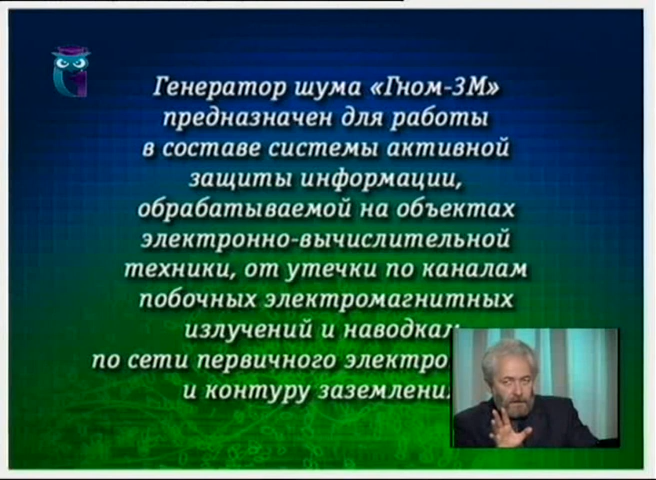 Генератор шума «Гном-3М»
предназначен для работы
в составе системы активной
защиты информации,
обрабатываемой на объектах
электронно-вычислительной
техники, от утечки по каналам
побочных электромагнитных
излучений и наводкам
по сети первичного
и контуру